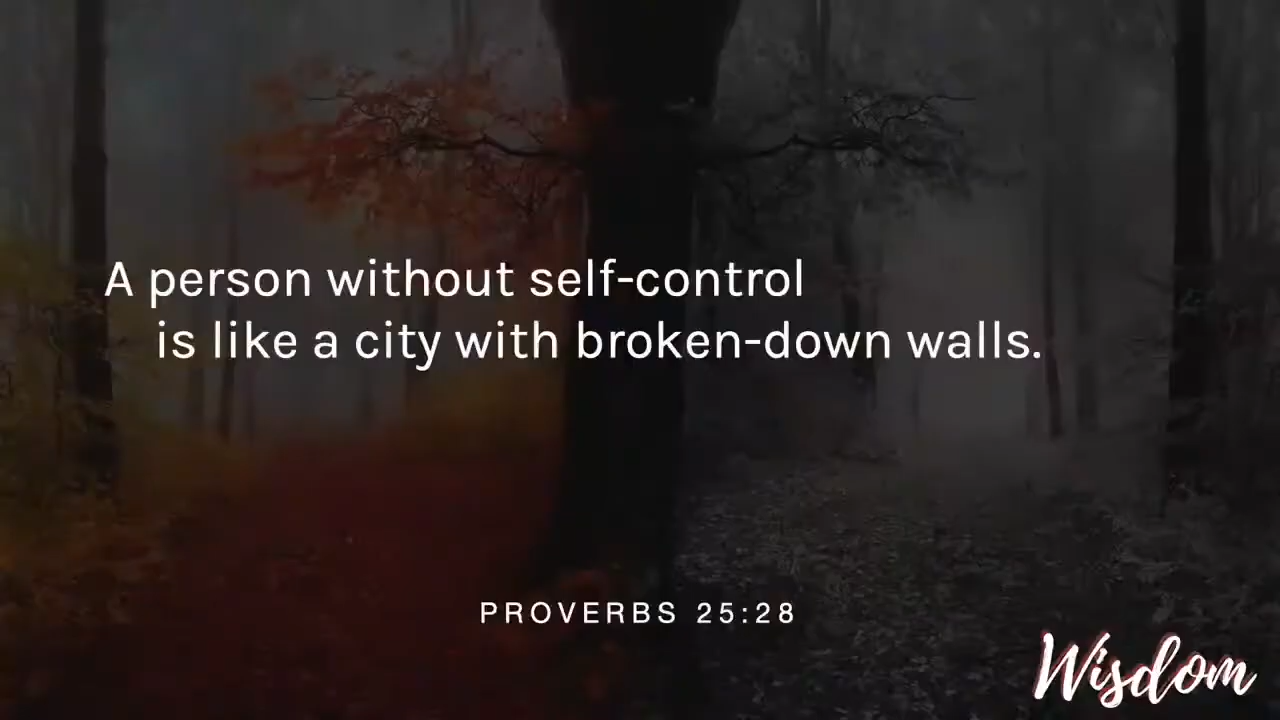 A person without self-control
is like a city with broken-down walls.
PROVERBS 25:28
Wisdom